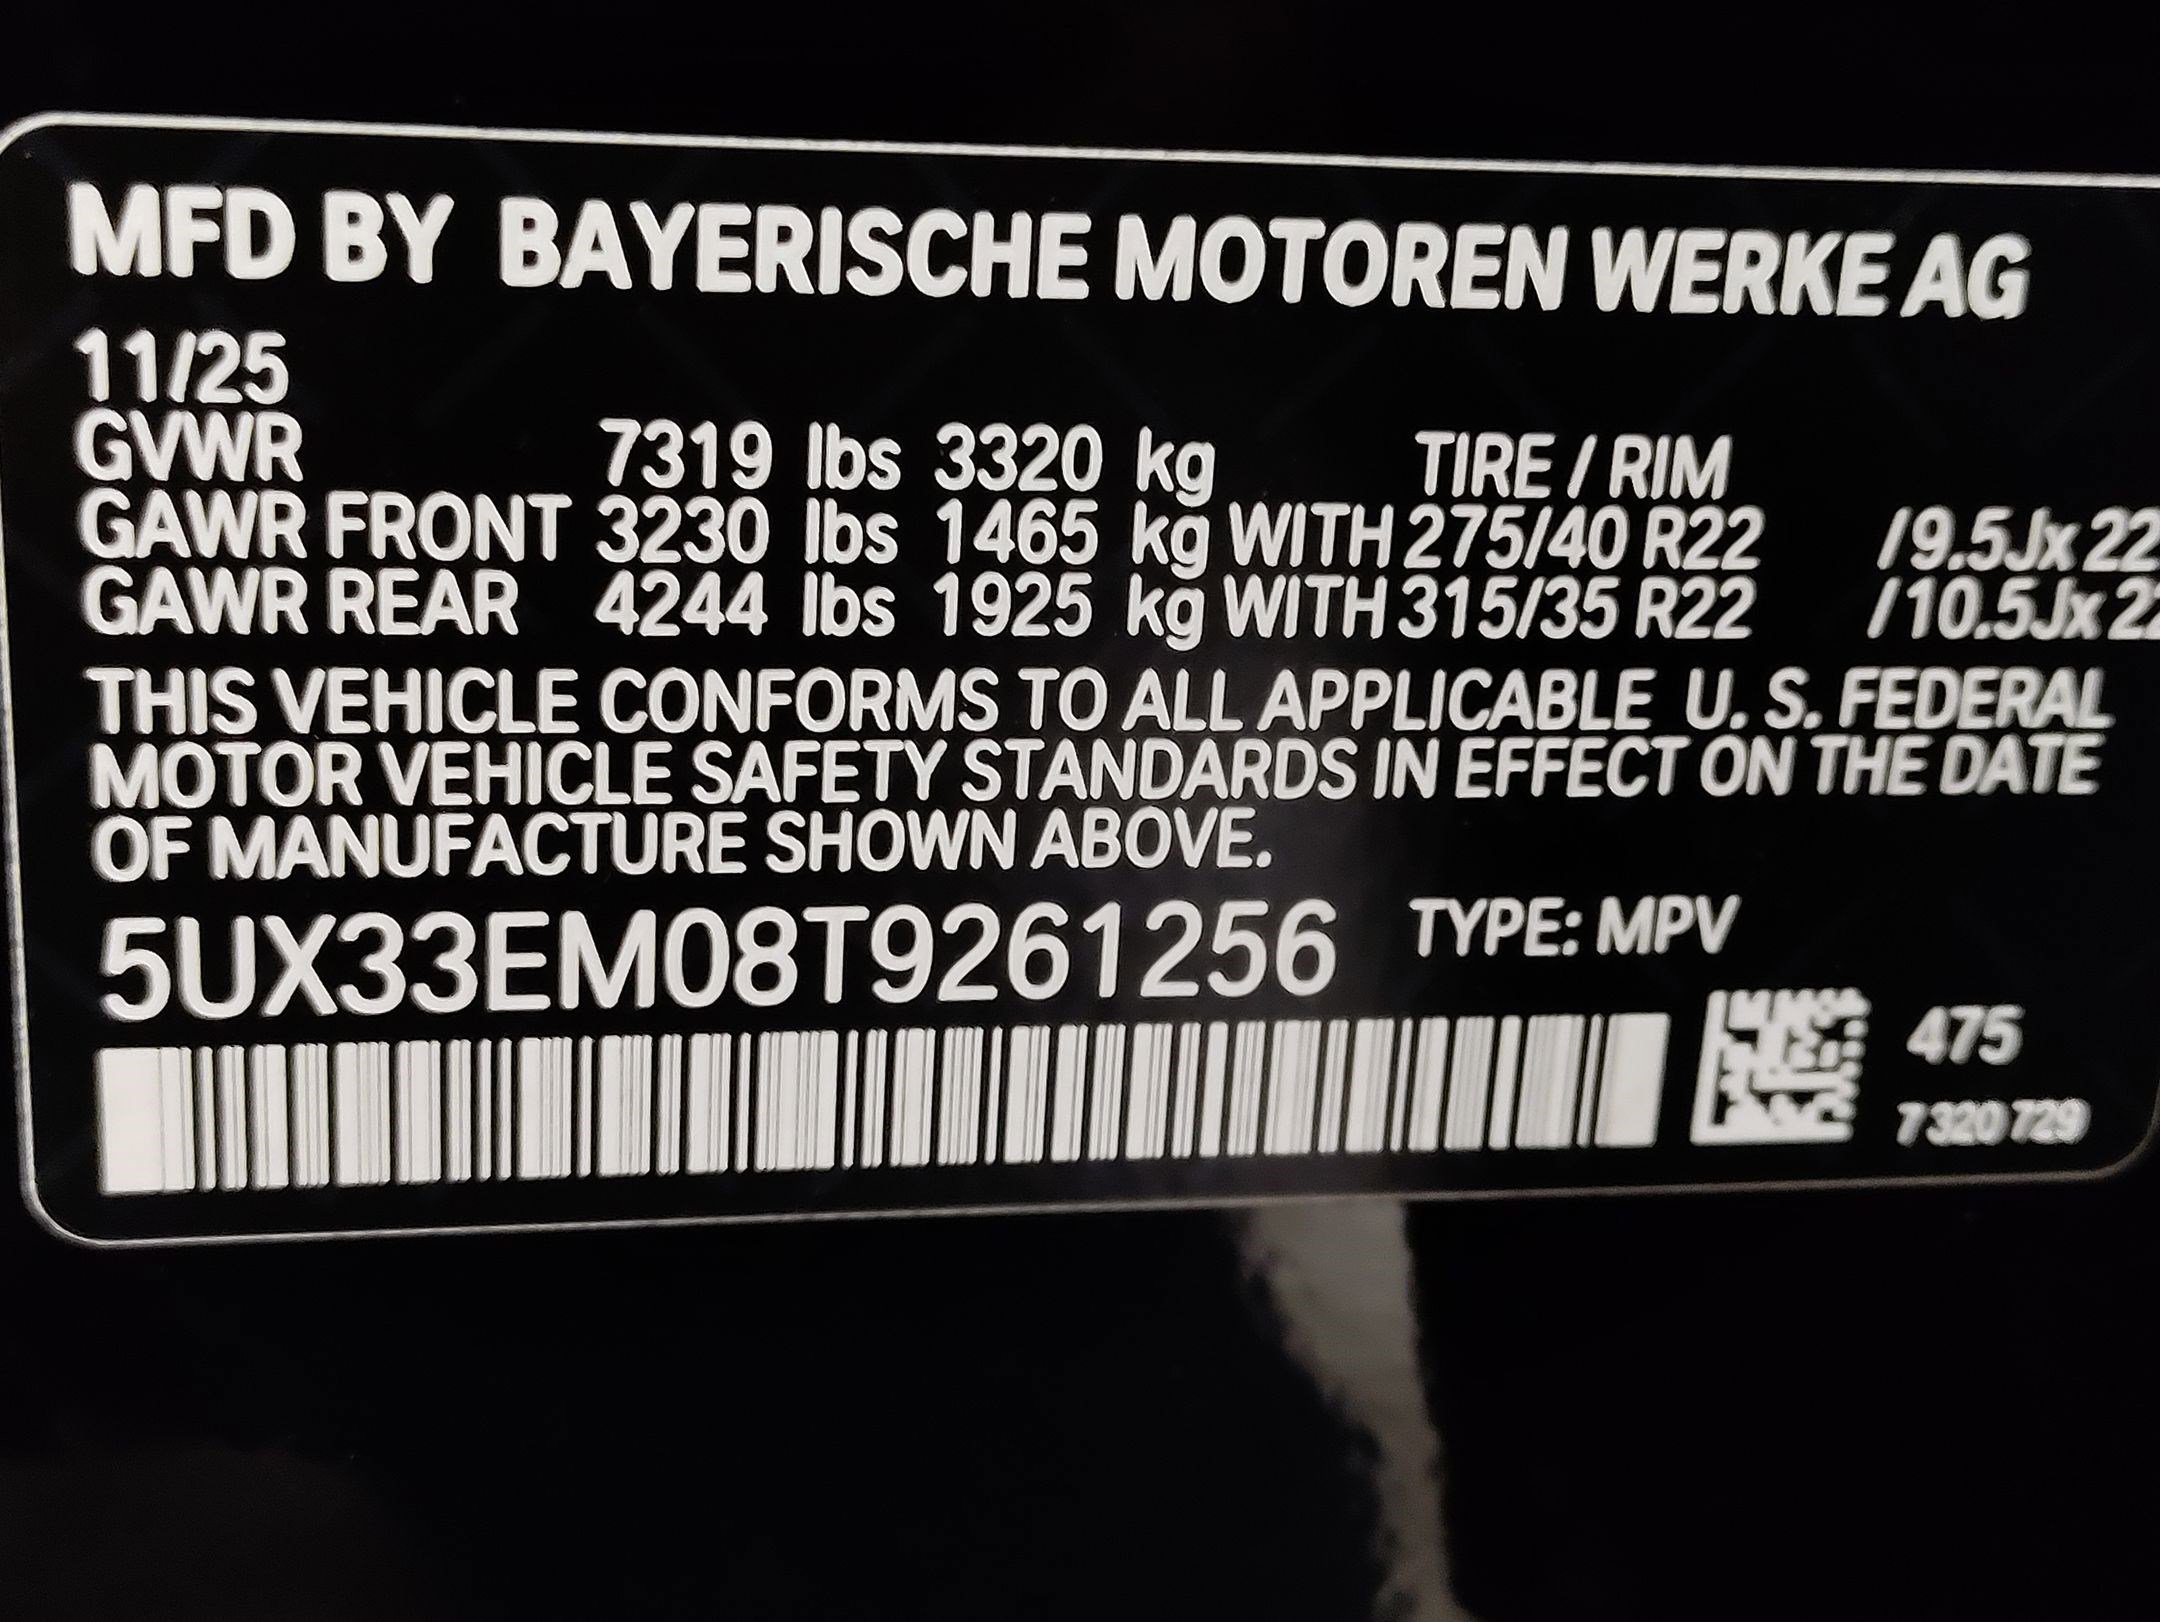 MFD BY BAYERISCHE MOTOREN WERKE AG
11/25
GVWR 7319 lbs 3320 kg TIRE / RIM
GAWR FRONT 3230 lbs 1465 kg WITH 275/40 R22 /9.5Jx22
GAWR REAR 4244 lbs 1925 kg WITH 315/35 R22 /10.5Jx22
THIS VEHICLE CONFORMS TO ALL APPLICABLE U. S. FEDERAL
MOTOR VEHICLE SAFETY STANDARDS IN EFFECT ON THE DATE
OF MANUFACTURE SHOWN ABOVE.
5UX33EM08T9261256 TYPE: MPV
475
7320729